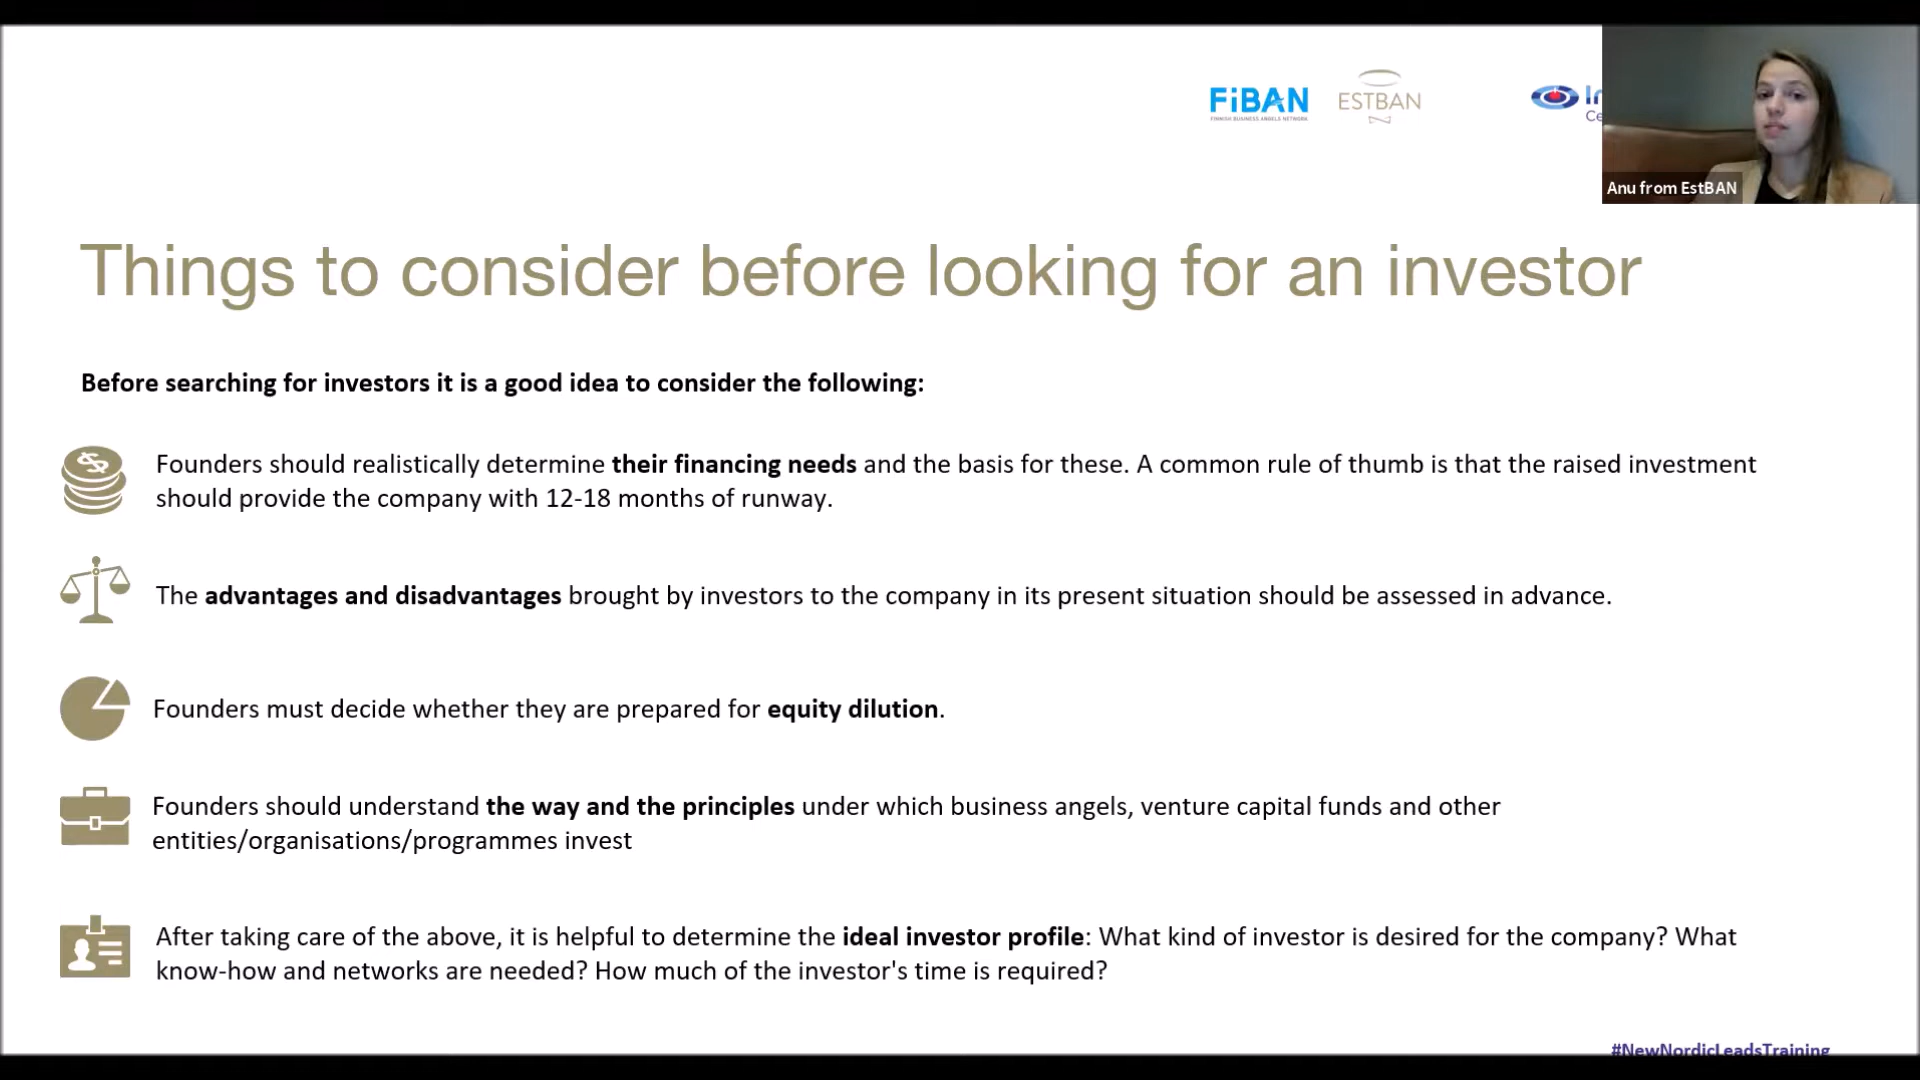 FiBAN
FINNISH BUSINESS ANGELS NETWORK
ESTBAN
Anu from EstBAN
Things to consider before looking for an investor
Before searching for investors it is a good idea to consider the following:
Founders should realistically determine their financing needs and the basis for these. A common rule of thumb is that the raised investment
should provide the company with 12-18 months of runway.
The advantages and disadvantages brought by investors to the company in its present situation should be assessed in advance.
Founders must decide whether they are prepared for equity dilution.
Founders should understand the way and the principles under which business angels, venture capital funds and other
entities/organisations/programmes invest
After taking care of the above, it is helpful to determine the ideal investor profile: What kind of investor is desired for the company? What
know-how and networks are needed? How much of the investor's time is required?
#NewNordicLeadsTraining